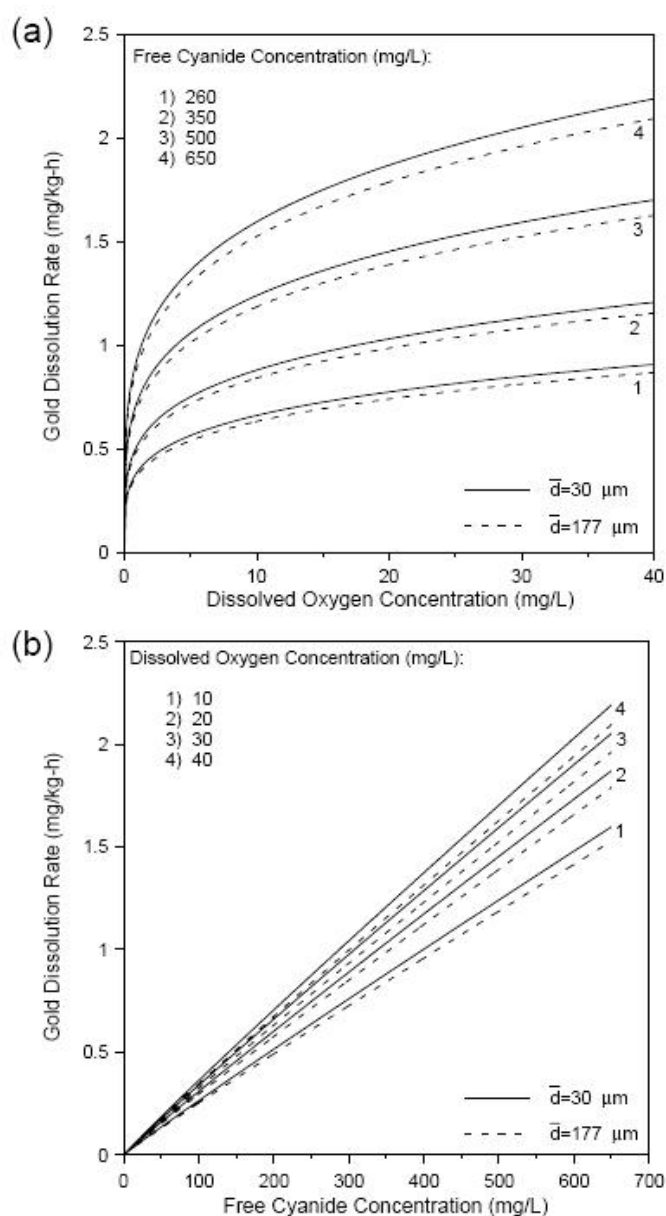 (a)
2.5
Free Cyanide Concentration (mg/L):
1) 260
2) 350
3) 500
4) 650
2
1.5
1
0.5
0
Gold Dissolution Rate (mg/kg-h)
4
3
2
1
d̅=30 μm
d̅=177 μm
0 10 20 30 40
Dissolved Oxygen Concentration (mg/L)
(b)
2.5
Dissolved Oxygen Concentration (mg/L):
1) 10
2) 20
3) 30
4) 40
2
1.5
1
0.5
0
Gold Dissolution Rate (mg/kg-h)
4
3
2
1
d̅=30 μm
d̅=177 μm
0 100 200 300 400 500 600 700
Free Cyanide Concentration (mg/L)